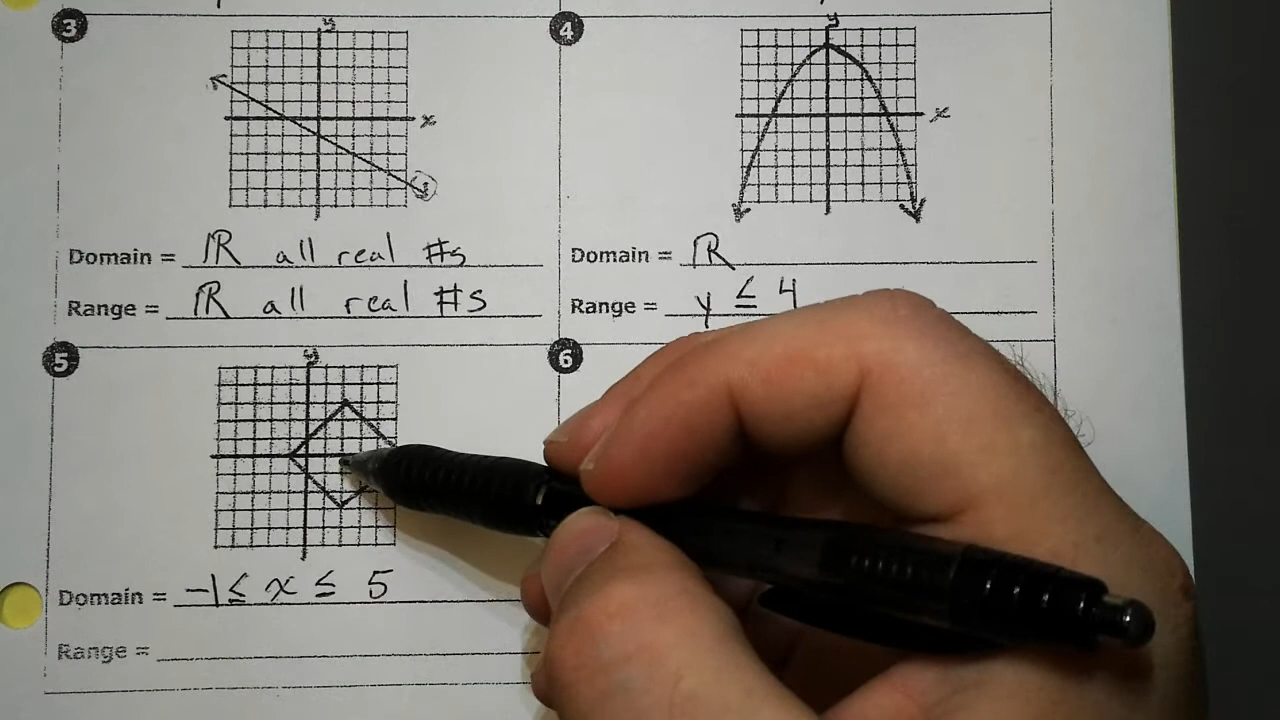 3
y
x
Domain = ℝ all real #s
Range = ℝ all real #s
4
y
x
Domain = ℝ
Range = y ≤ 4
5
y
Domain = -1 ≤ x ≤ 5
Range =
6